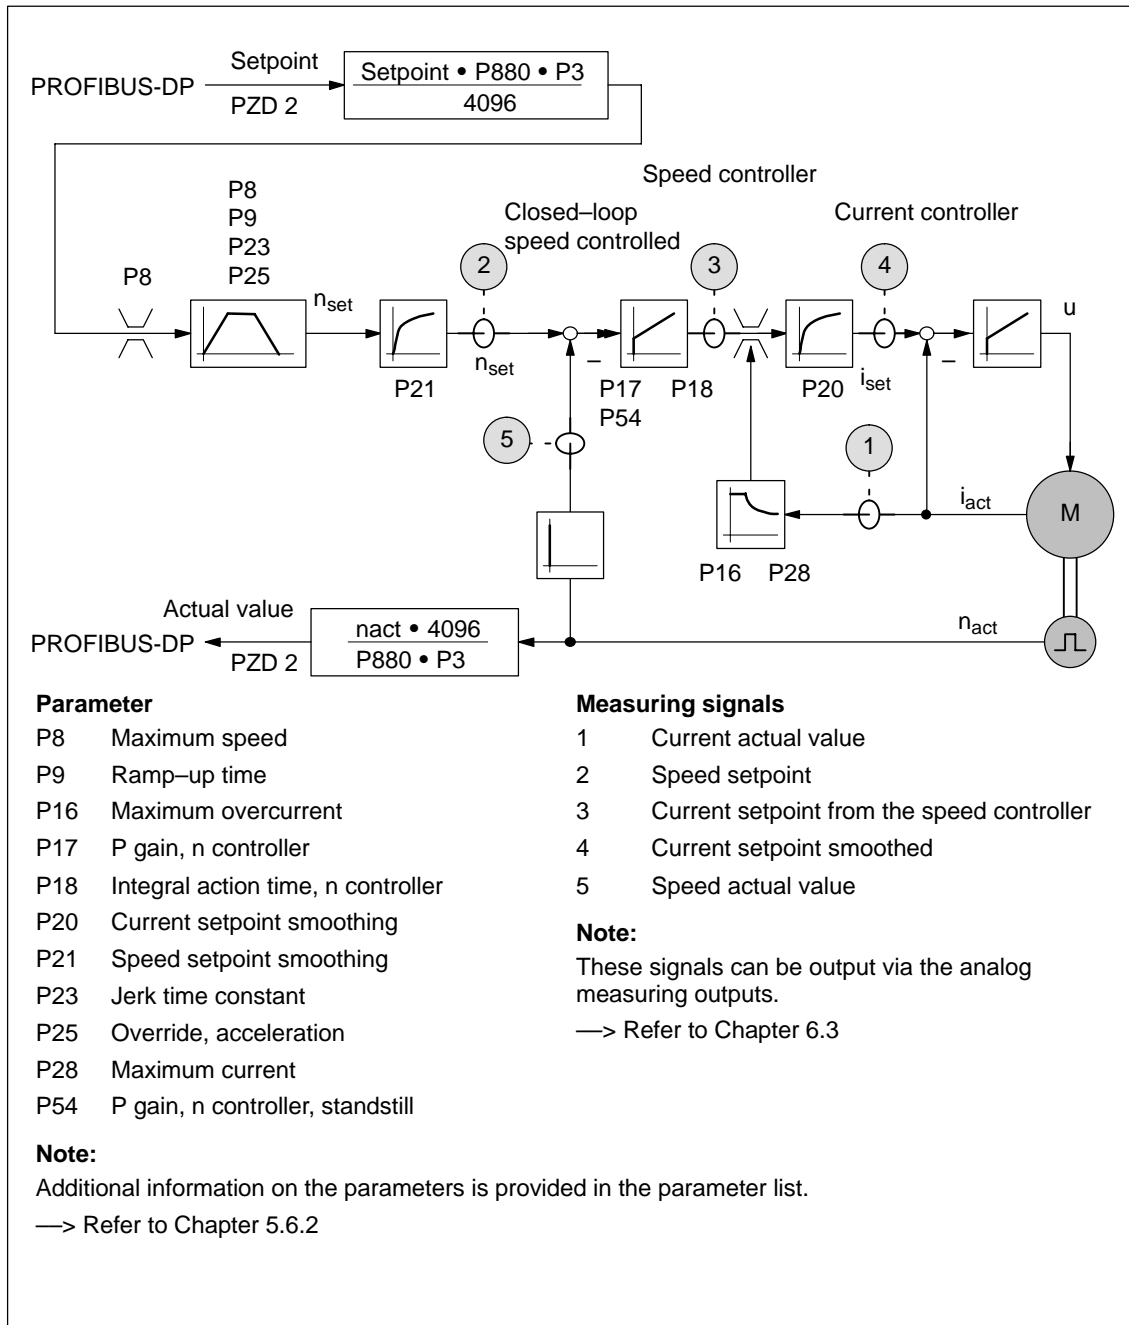 PROFIBUS-DP
Setpoint
PZD 2
Setpoint • P880 • P3
4096
Speed controller
P8
P9
P23
P25
Closed–loop
speed controlled
Current controller
P8
2
3
4
n set
u
n set
–
–
P21
P17
P54
P18
P20
i set
5
1
i act
M
P16
P28
Actual value
PROFIBUS-DP
PZD 2
nact • 4096
P880 • P3
n act
Parameter
P8 Maximum speed
P9 Ramp–up time
P16 Maximum overcurrent
P17 P gain, n controller
P18 Integral action time, n controller
P20 Current setpoint smoothing
P21 Speed setpoint smoothing
P23 Jerk time constant
P25 Override, acceleration
P28 Maximum current
P54 P gain, n controller, standstill
Measuring signals
1 Current actual value
2 Speed setpoint
3 Current setpoint from the speed controller
4 Current setpoint smoothed
5 Speed actual value
Note:
These signals can be output via the analog
measuring outputs.
—> Refer to Chapter 6.3
Note:
Additional information on the parameters is provided in the parameter list.
—> Refer to Chapter 5.6.2